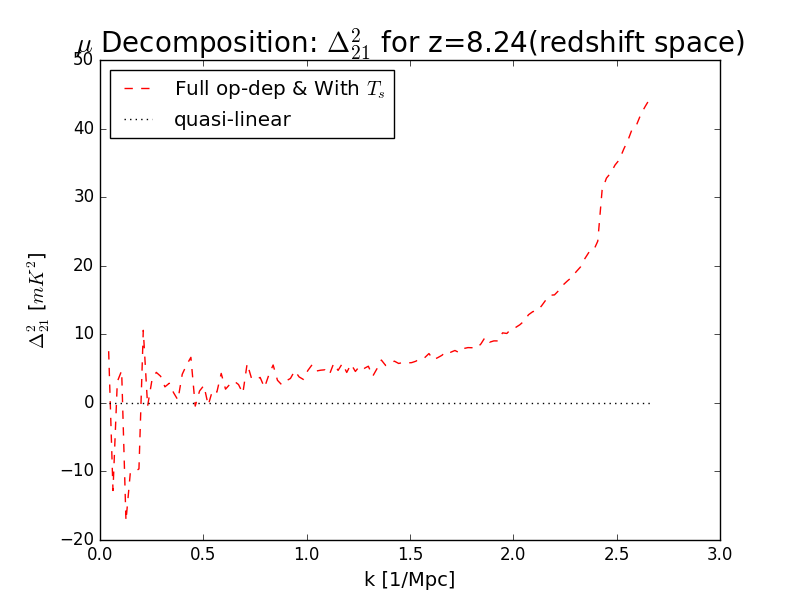 μ Decomposition: Δ²₂₁ for z=8.24(redshift space)
Full op-dep & With Tₛ
quasi-linear
50
40
30
20
10
0
−10
−20
Δ²₂₁ [mK²]
0.0 0.5 1.0 1.5 2.0 2.5 3.0
k [1/Mpc]